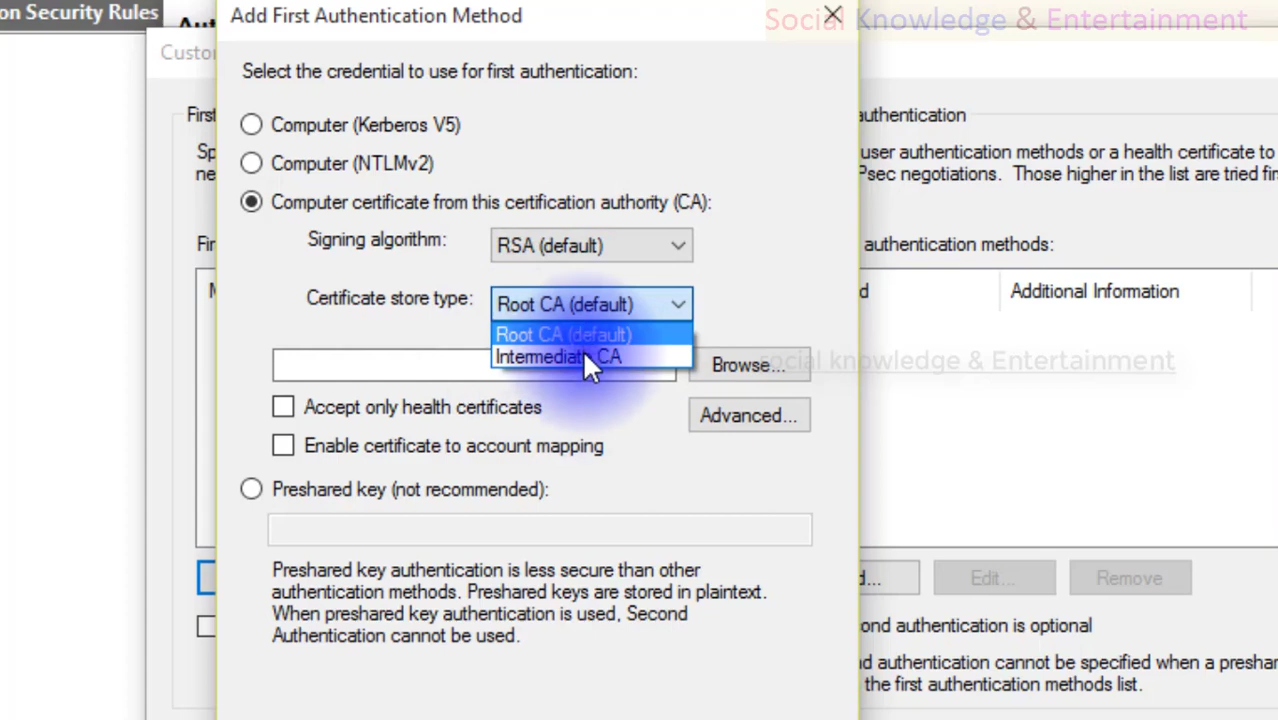 on Security Rules
Add First Authentication Method
Social Knowledge & Entertainment
Custo
Select the credential to use for first authentication:
First
authentication
Computer (Kerberos V5)
Sp
user authentication methods or a health certificate to
Computer (NTLMv2)
ne
Psec negotiations. Those higher in the list are tried fir
Computer certificate from this certification authority (CA):
Signing algorithm:
RSA (default)
Fir
authentication methods:
Certificate store type:
Root CA (default)
Additional Information
Root CA (default)
Intermediate CA
Browse...
social knowledge & Entertainment
Accept only health certificates
Advanced...
Enable certificate to account mapping
Preshared key (not recommended):
Preshared key authentication is less secure than other
authentication methods. Preshared keys are stored in plaintext.
When preshared key authentication is used, Second
Authentication cannot be used.
d...
Edit...
Remove
ond authentication is optional
nd authentication cannot be specified when a preshar
the first authentication methods list.